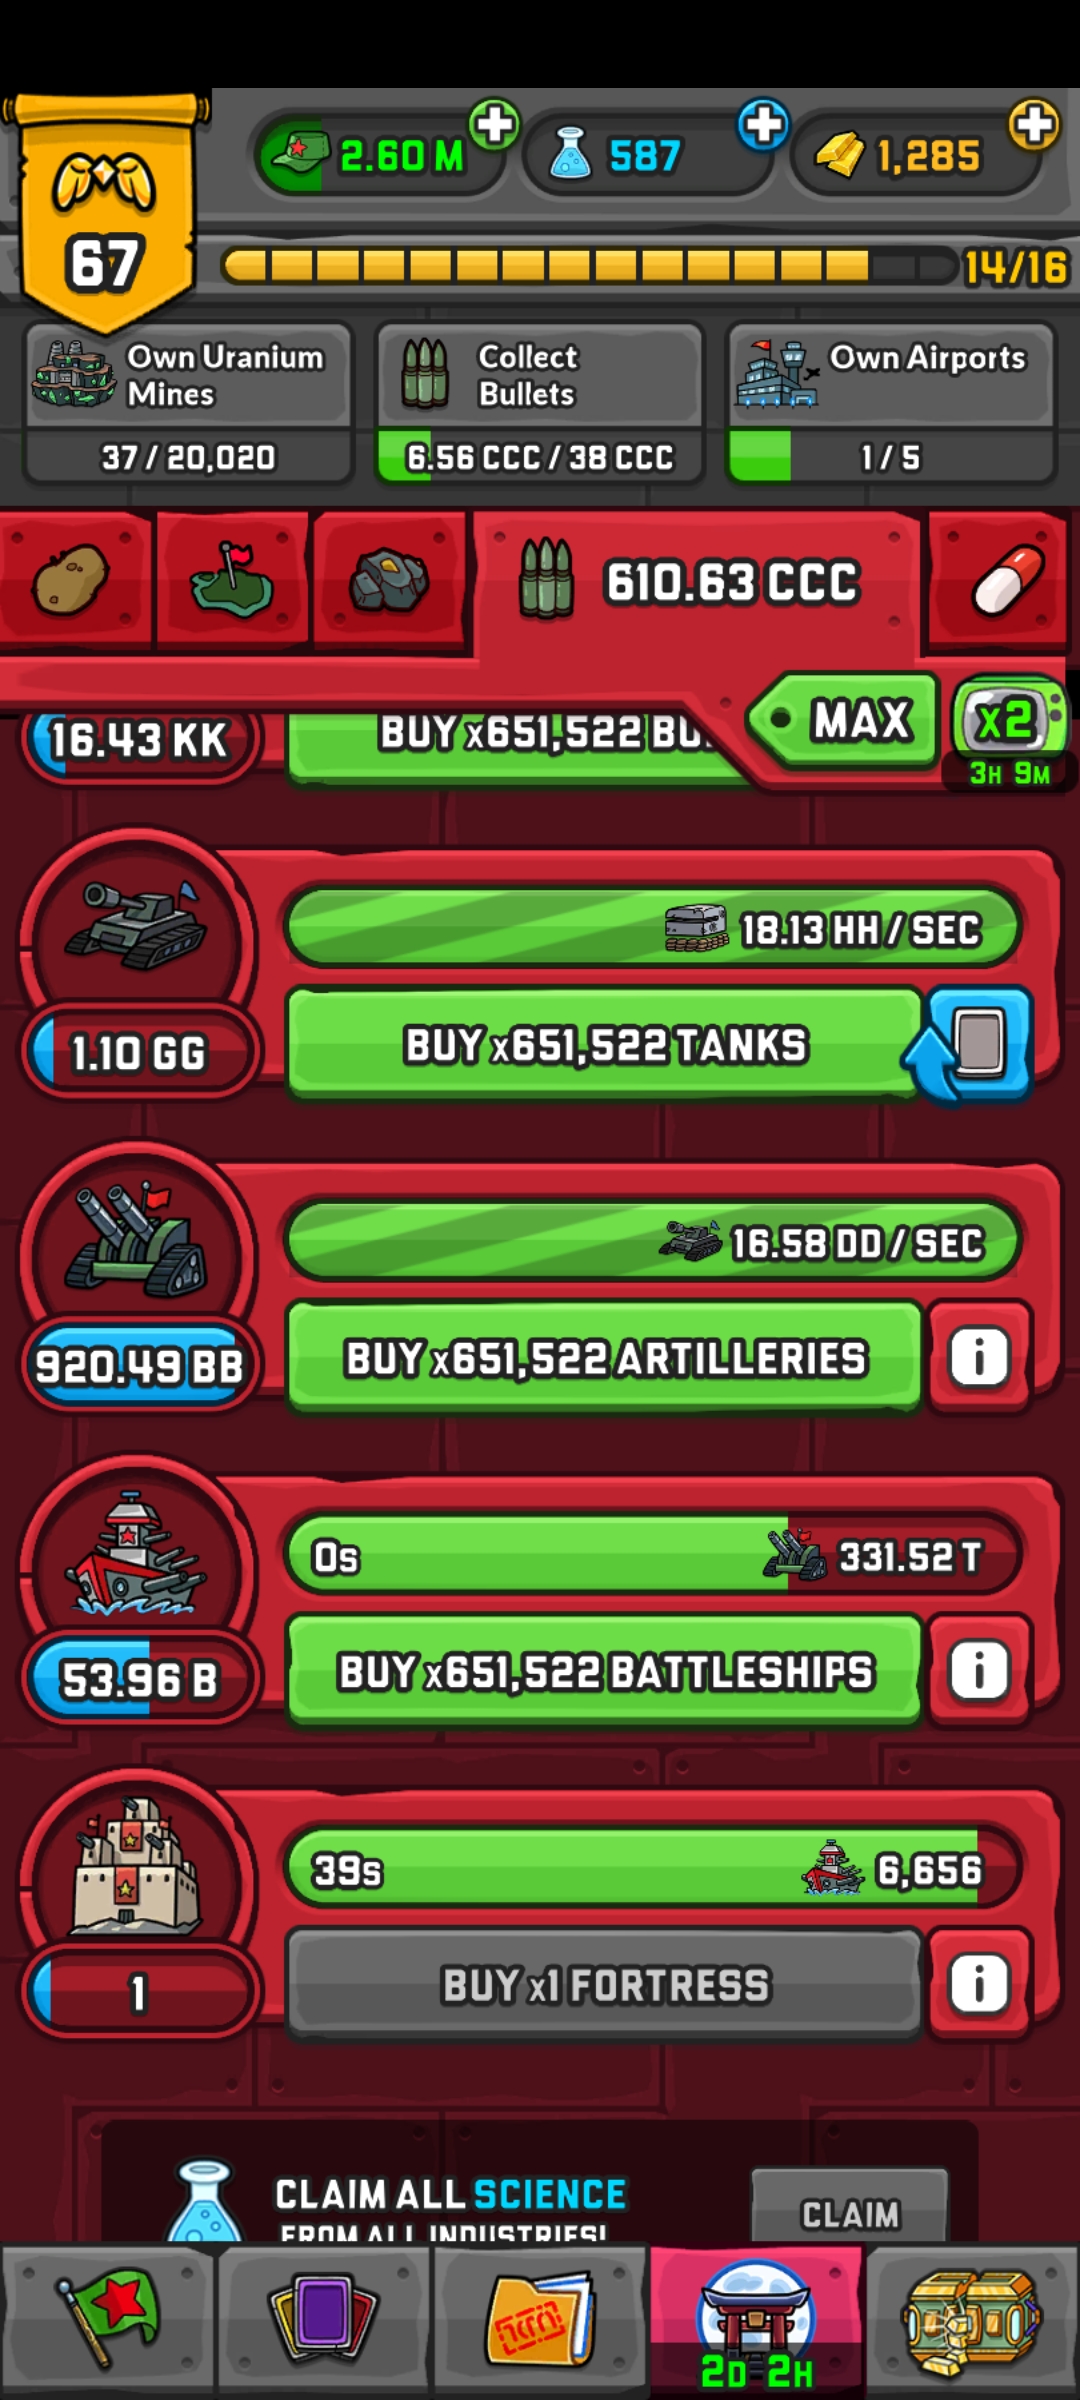 2.60 M
587
1,285
67
14/16
Own Uranium
Mines
37 / 20,020
Collect
Bullets
6.56 CCC / 38 CCC
Own Airports
1 / 5
610.63 CCC
MAX
x2
3H 9M
16.43 KK
BUY x651,522
18.13 HH / SEC
1.10 GG
BUY x651,522 TANKS
16.58 DD / SEC
920.49 BB
BUY x651,522 ARTILLERIES
0s
331.52 T
53.96 B
BUY x651,522 BATTLESHIPS
39s
6,656
1
BUY x1 FORTRESS
CLAIM ALL SCIENCE
FROM ALL INDUSTRIES!
CLAIM
2D 2H